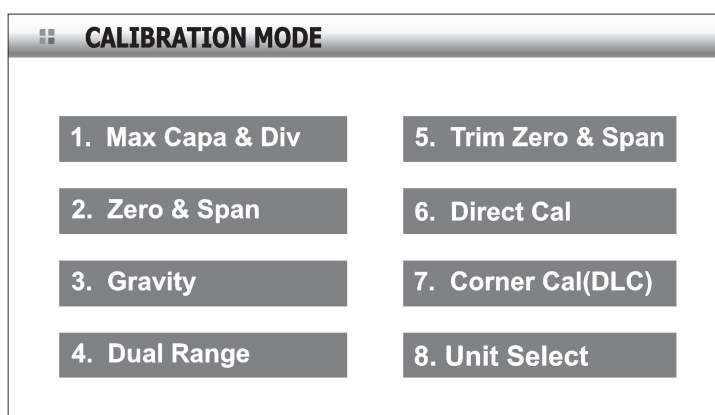 CALIBRATION MODE
1. Max Capa & Div
2. Zero & Span
3. Gravity
4. Dual Range
5. Trim Zero & Span
6. Direct Cal
7. Corner Cal(DLC)
8. Unit Select